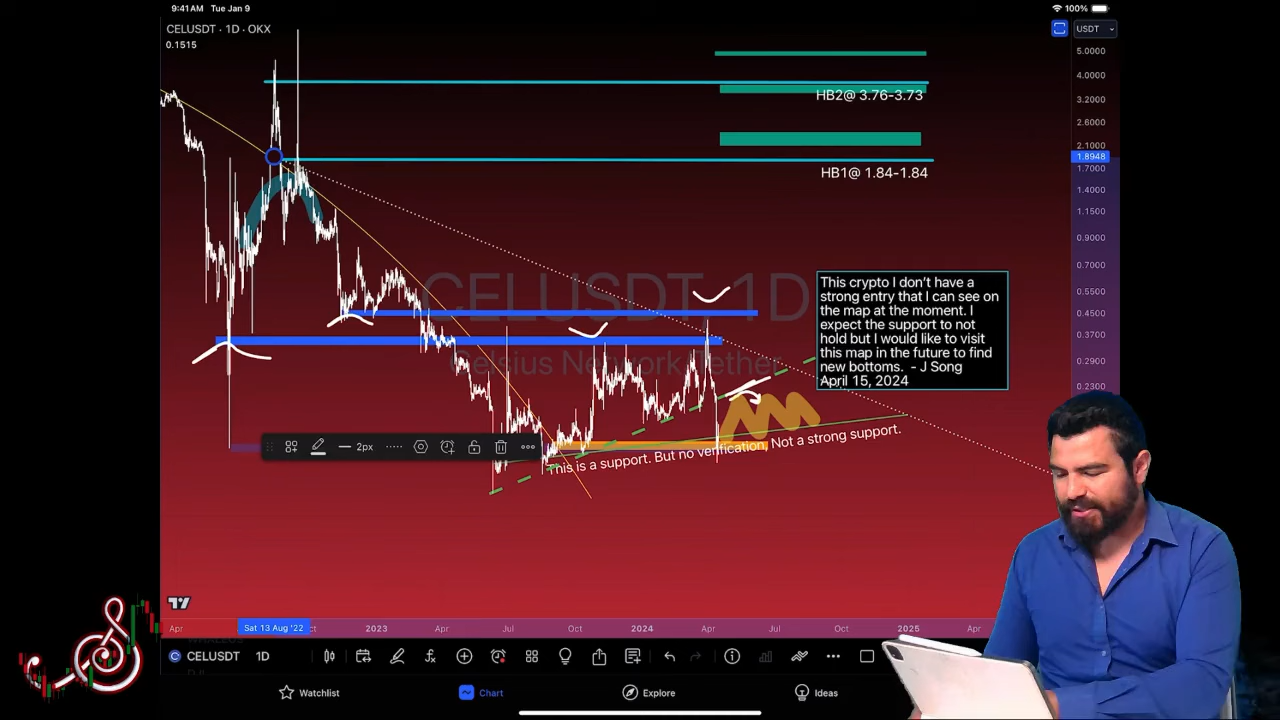 9:41AM Tue Jan 9
100%
CELUSDT · 1D · OKX
0.1515
USDT
5.0000
4.0000
3.2000
2.6000
2.1000
1.8948
1.7000
1.4000
1.1500
0.9000
0.7000
0.5500
0.4500
0.3700
0.2900
0.2300
HB2@ 3.76-3.73
HB1@ 1.84-1.84
CELUSDT 1D
Celsius Network Tether
This crypto I don't have a
strong entry that I can see on
the map at the moment. I
expect the support to not
hold but I would like to visit
this map in the future to find
new bottoms. - J Song
April 15, 2024
2px
This is a support. But no verification, Not a strong support.
Apr
Sat 13 Aug '22
ct
2023
Apr
Jul
Oct
2024
Apr
Jul
Oct
2025
Apr
CELUSDT 1D
Watchlist
Chart
Explore
Ideas